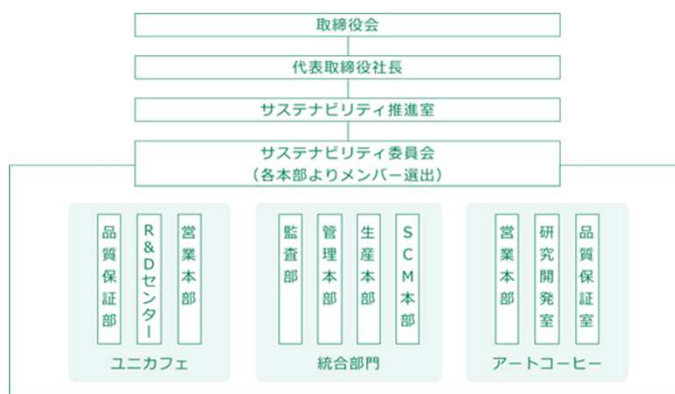 取締役会
代表取締役社長
サステナビリティ推進室
サステナビリティ委員会
（各本部よりメンバー選出）
品質保証部
R&Dセンター
営業本部
ユニカフェ
監査部
管理本部
生産本部
SCM本部
統合部門
営業本部
研究開発室
品質保証室
アートコーヒー